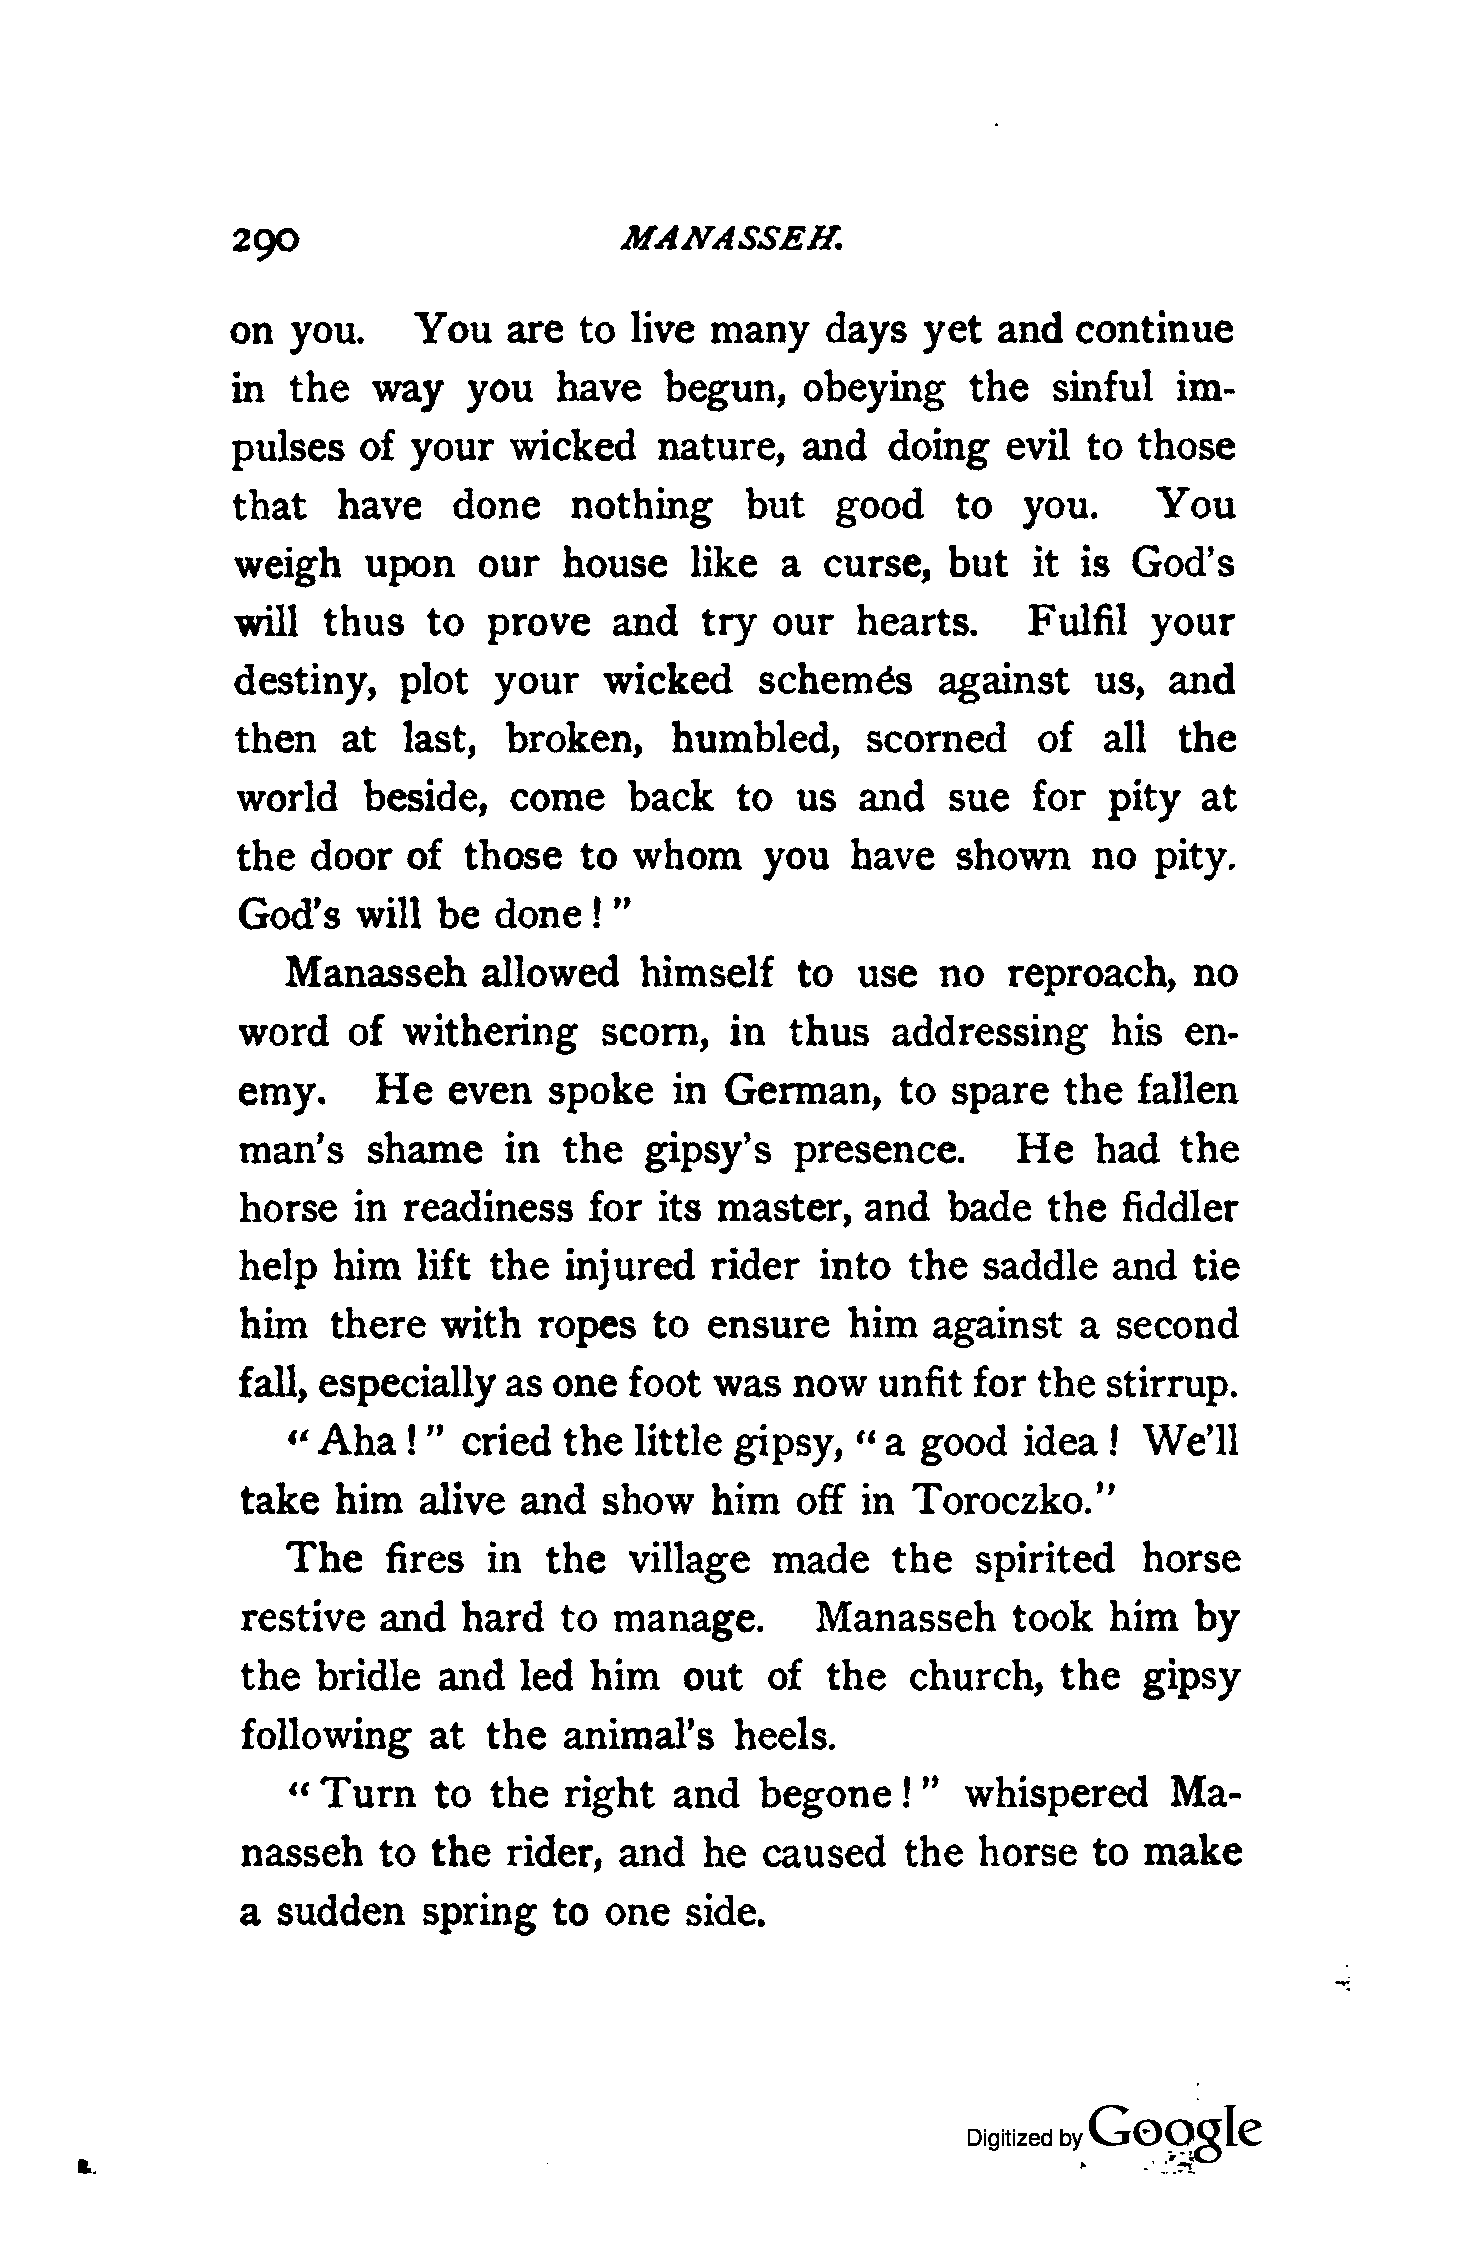 290 MANASSEH.
on you. You are to live many days yet and continue
in the way you have begun, obeying the sinful im-
pulses of your wicked nature, and doing evil to those
that have done nothing but good to you. You
weigh upon our house like a curse, but it is God's
will thus to prove and try our hearts. Fulfil your
destiny, plot your wicked schemes against us, and
then at last, broken, humbled, scorned of all the
world beside, come back to us and sue for pity at
the door of those to whom you have shown no pity.
God's will be done!"
Manasseh allowed himself to use no reproach, no
word of withering scorn, in thus addressing his en-
emy. He even spoke in German, to spare the fallen
man's shame in the gipsy's presence. He had the
horse in readiness for its master, and bade the fiddler
help him lift the injured rider into the saddle and tie
him there with ropes to ensure him against a second
fall, especially as one foot was now unfit for the stirrup.
"Aha!" cried the little gipsy, "a good idea! We'll
take him alive and show him off in Toroczko."
The fires in the village made the spirited horse
restive and hard to manage. Manasseh took him by
the bridle and led him out of the church, the gipsy
following at the animal's heels.
"Turn to the right and begone!" whispered Ma-
nasseh to the rider, and he caused the horse to make
a sudden spring to one side.
Digitized by Google